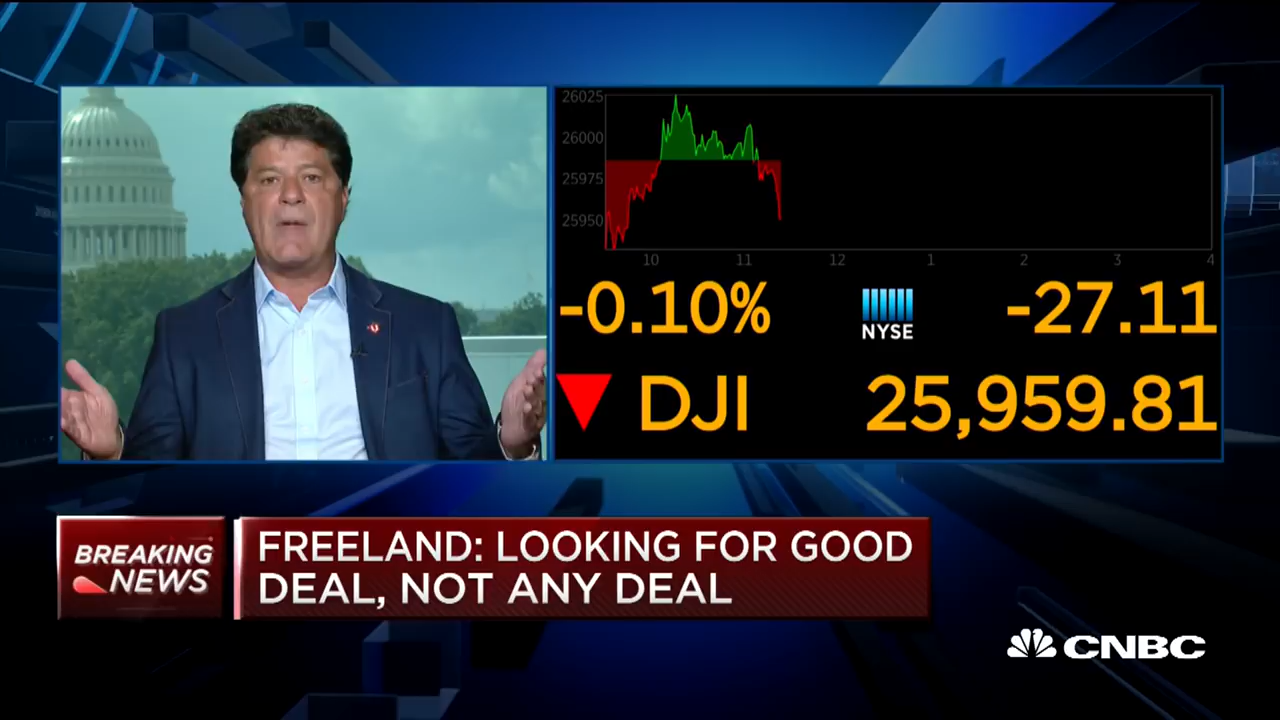 26025
26000
25975
25950
10 11 12 1 2 3 4
-0.10% NYSE -27.11
DJI 25,959.81
BREAKING
NEWS
FREELAND: LOOKING FOR GOOD
DEAL, NOT ANY DEAL
CNBC